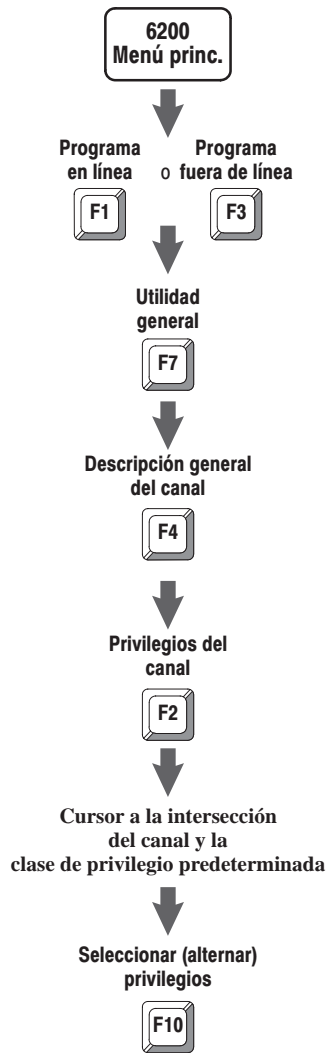 6200
Menú princ.
Programa
en línea
F1
o
Programa
fuera de línea
F3
Utilidad
general
F7
Descripción general
del canal
F4
Privilegios del
canal
F2
Cursor a la intersección
del canal y la
clase de privilegio predeterminada
Seleccionar (alternar)
privilegios
F10